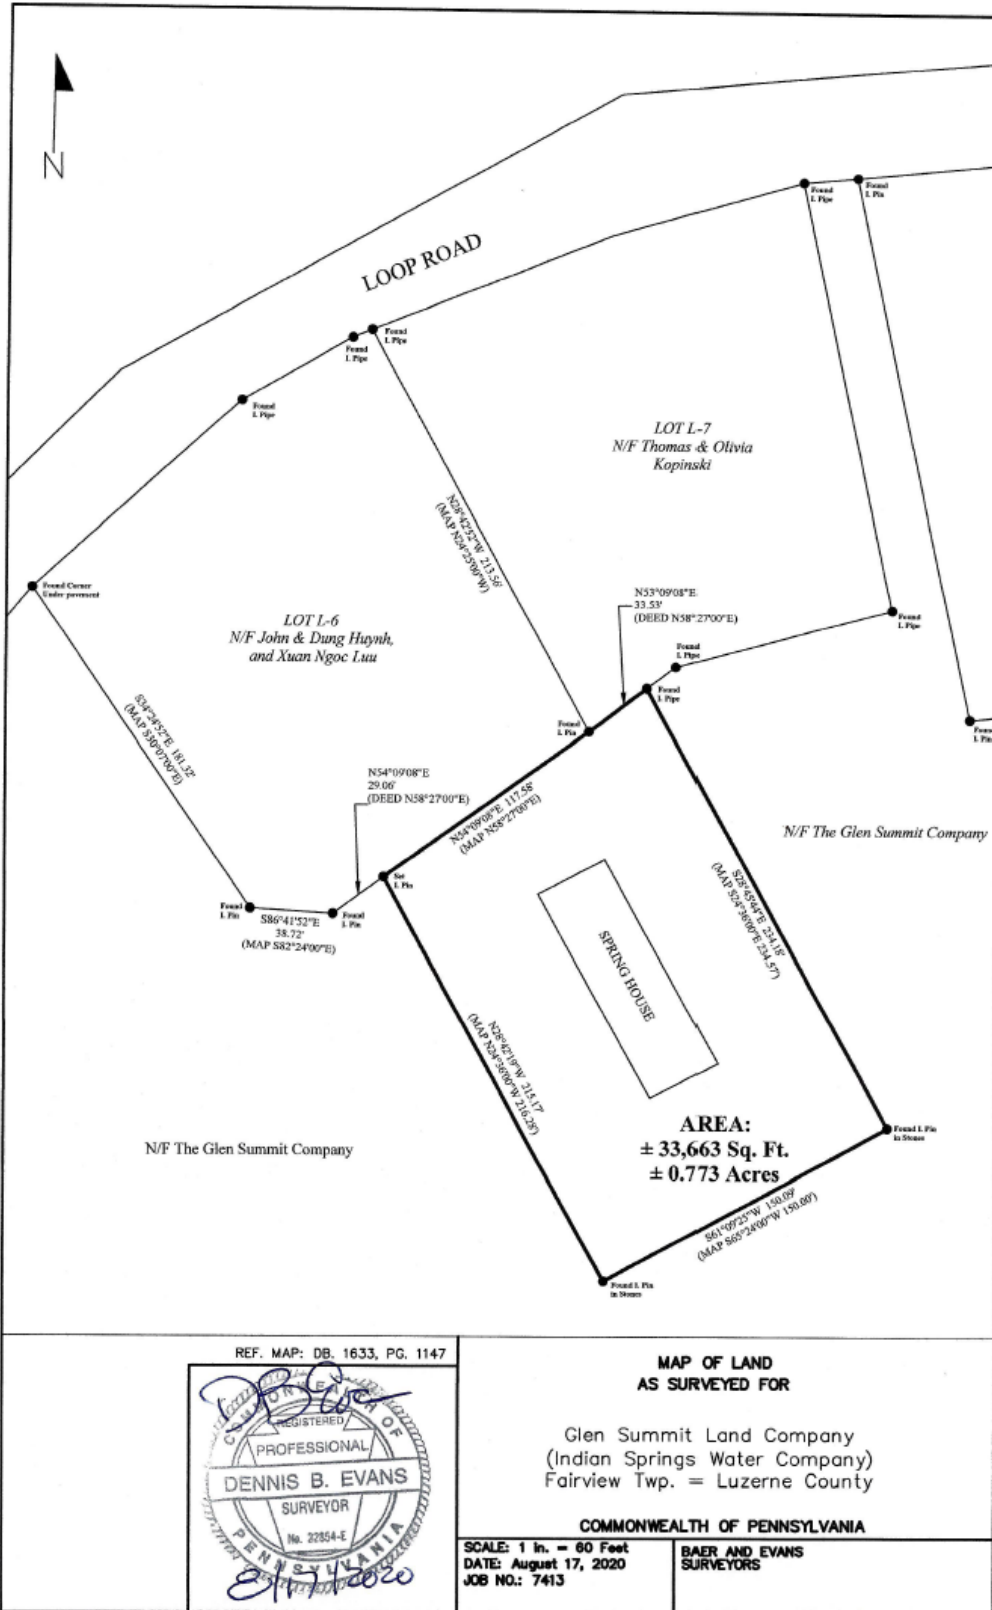 N
LOOP ROAD
Found
I. Pipe
Found
I. Pin
Found
I. Pipe
Found
I. Pipe
Found
I. Pipe
LOT L-7
N/F Thomas & Olivia
Kopinski
N28°42'52"W 213.56'
(MAP N24°25'00"W)
Found Corner
Under pavement
N53°09'08"E
33.53'
(DEED N58°27'00"E)
LOT L-6
N/F John & Dung Huynh,
and Xuan Ngoc Luu
Found
I. Pipe
Found
I. Pipe
Found
I. Pipe
S34°24'52"E 181.32'
(MAP S30°07'00"E)
Found
I. Pin
Found
I. Pin
N54°09'08"E
29.06'
(DEED N58°27'00"E)
N54°09'08"E 117.58'
(MAP N58°27'00"E)
N/F The Glen Summit Company
Set
I. Pin
S28°45'44"E 234.18'
(MAP S24°36'00"E 234.57')
Found
I. Pin
S86°41'52"E
38.72'
(MAP S82°24'00"E)
Found
I. Pin
SPRING HOUSE
N28°42'19"W 215.17'
(MAP N24°36'00"W 216.28')
AREA:
± 33,663 Sq. Ft.
± 0.773 Acres
Found I. Pin
in Stones
N/F The Glen Summit Company
S61°09'25"W 150.09'
(MAP S65°24'00"W 150.00')
Found I. Pin
in Stones
REF. MAP: DB. 1633, PG. 1147
COMMONWEALTH OF
REGISTERED
PROFESSIONAL
DENNIS B. EVANS
SURVEYOR
No. 22854-E
PENNSYLVANIA
8/17/2020
MAP OF LAND
AS SURVEYED FOR
Glen Summit Land Company
(Indian Springs Water Company)
Fairview Twp. = Luzerne County
COMMONWEALTH OF PENNSYLVANIA
SCALE: 1 in. = 60 Feet
DATE: August 17, 2020
JOB NO.: 7413
BAER AND EVANS
SURVEYORS